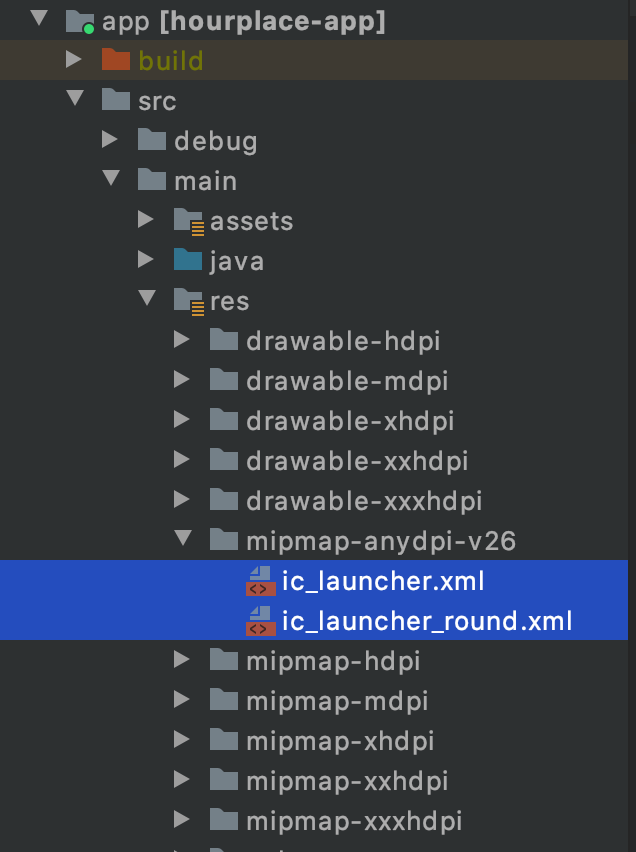 app [hourplace-app]
build
src
debug
main
assets
java
res
drawable-hdpi
drawable-mdpi
drawable-xhdpi
drawable-xxhdpi
drawable-xxxhdpi
mipmap-anydpi-v26
ic_launcher.xml
ic_launcher_round.xml
mipmap-hdpi
mipmap-mdpi
mipmap-xhdpi
mipmap-xxhdpi
mipmap-xxxhdpi